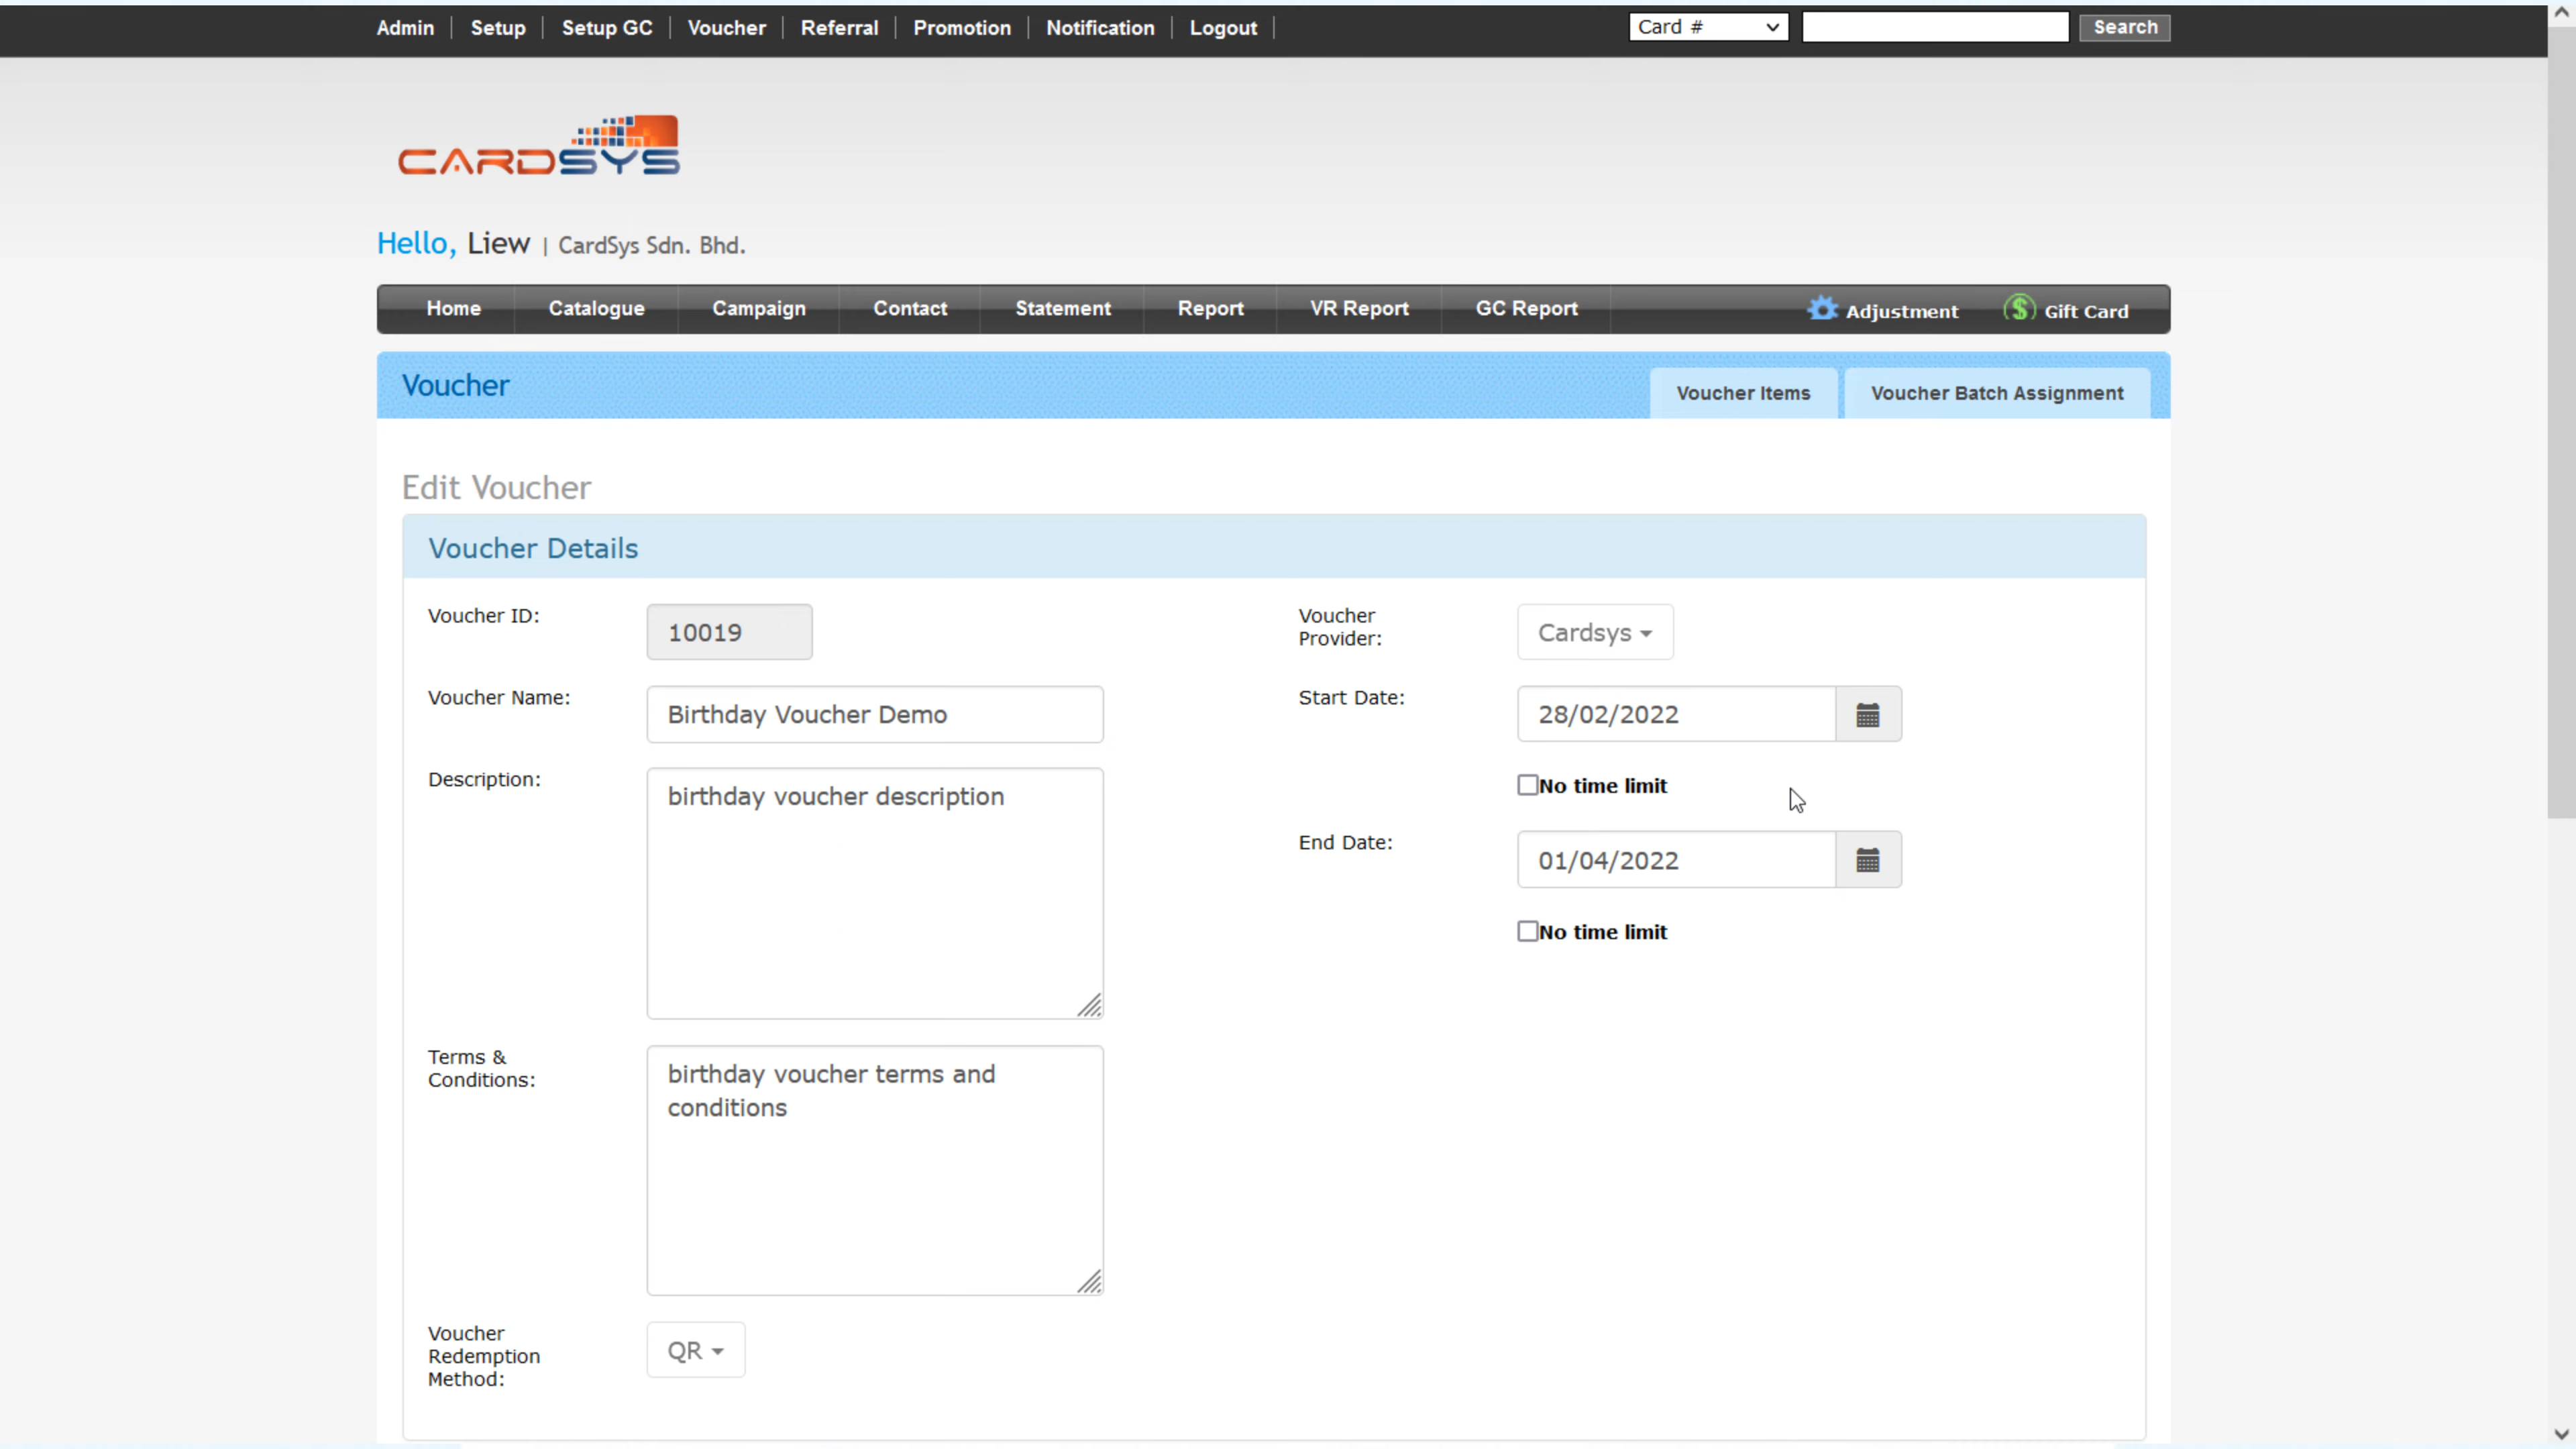 Admin | Setup | Setup GC | Voucher | Referral | Promotion | Notification | Logout |
Card # Search
CARDSYS
Hello, Liew | CardSys Sdn. Bhd.
Home Catalogue Campaign Contact Statement Report VR Report GC Report Adjustment Gift Card
Voucher Voucher Items Voucher Batch Assignment
Edit Voucher
Voucher Details
Voucher ID: 10019
Voucher Provider: Cardsys
Voucher Name: Birthday Voucher Demo
Start Date: 28/02/2022
No time limit
Description: birthday voucher description
End Date: 01/04/2022
No time limit
Terms &
Conditions:
birthday voucher terms and
conditions
Voucher
Redemption
Method:
QR